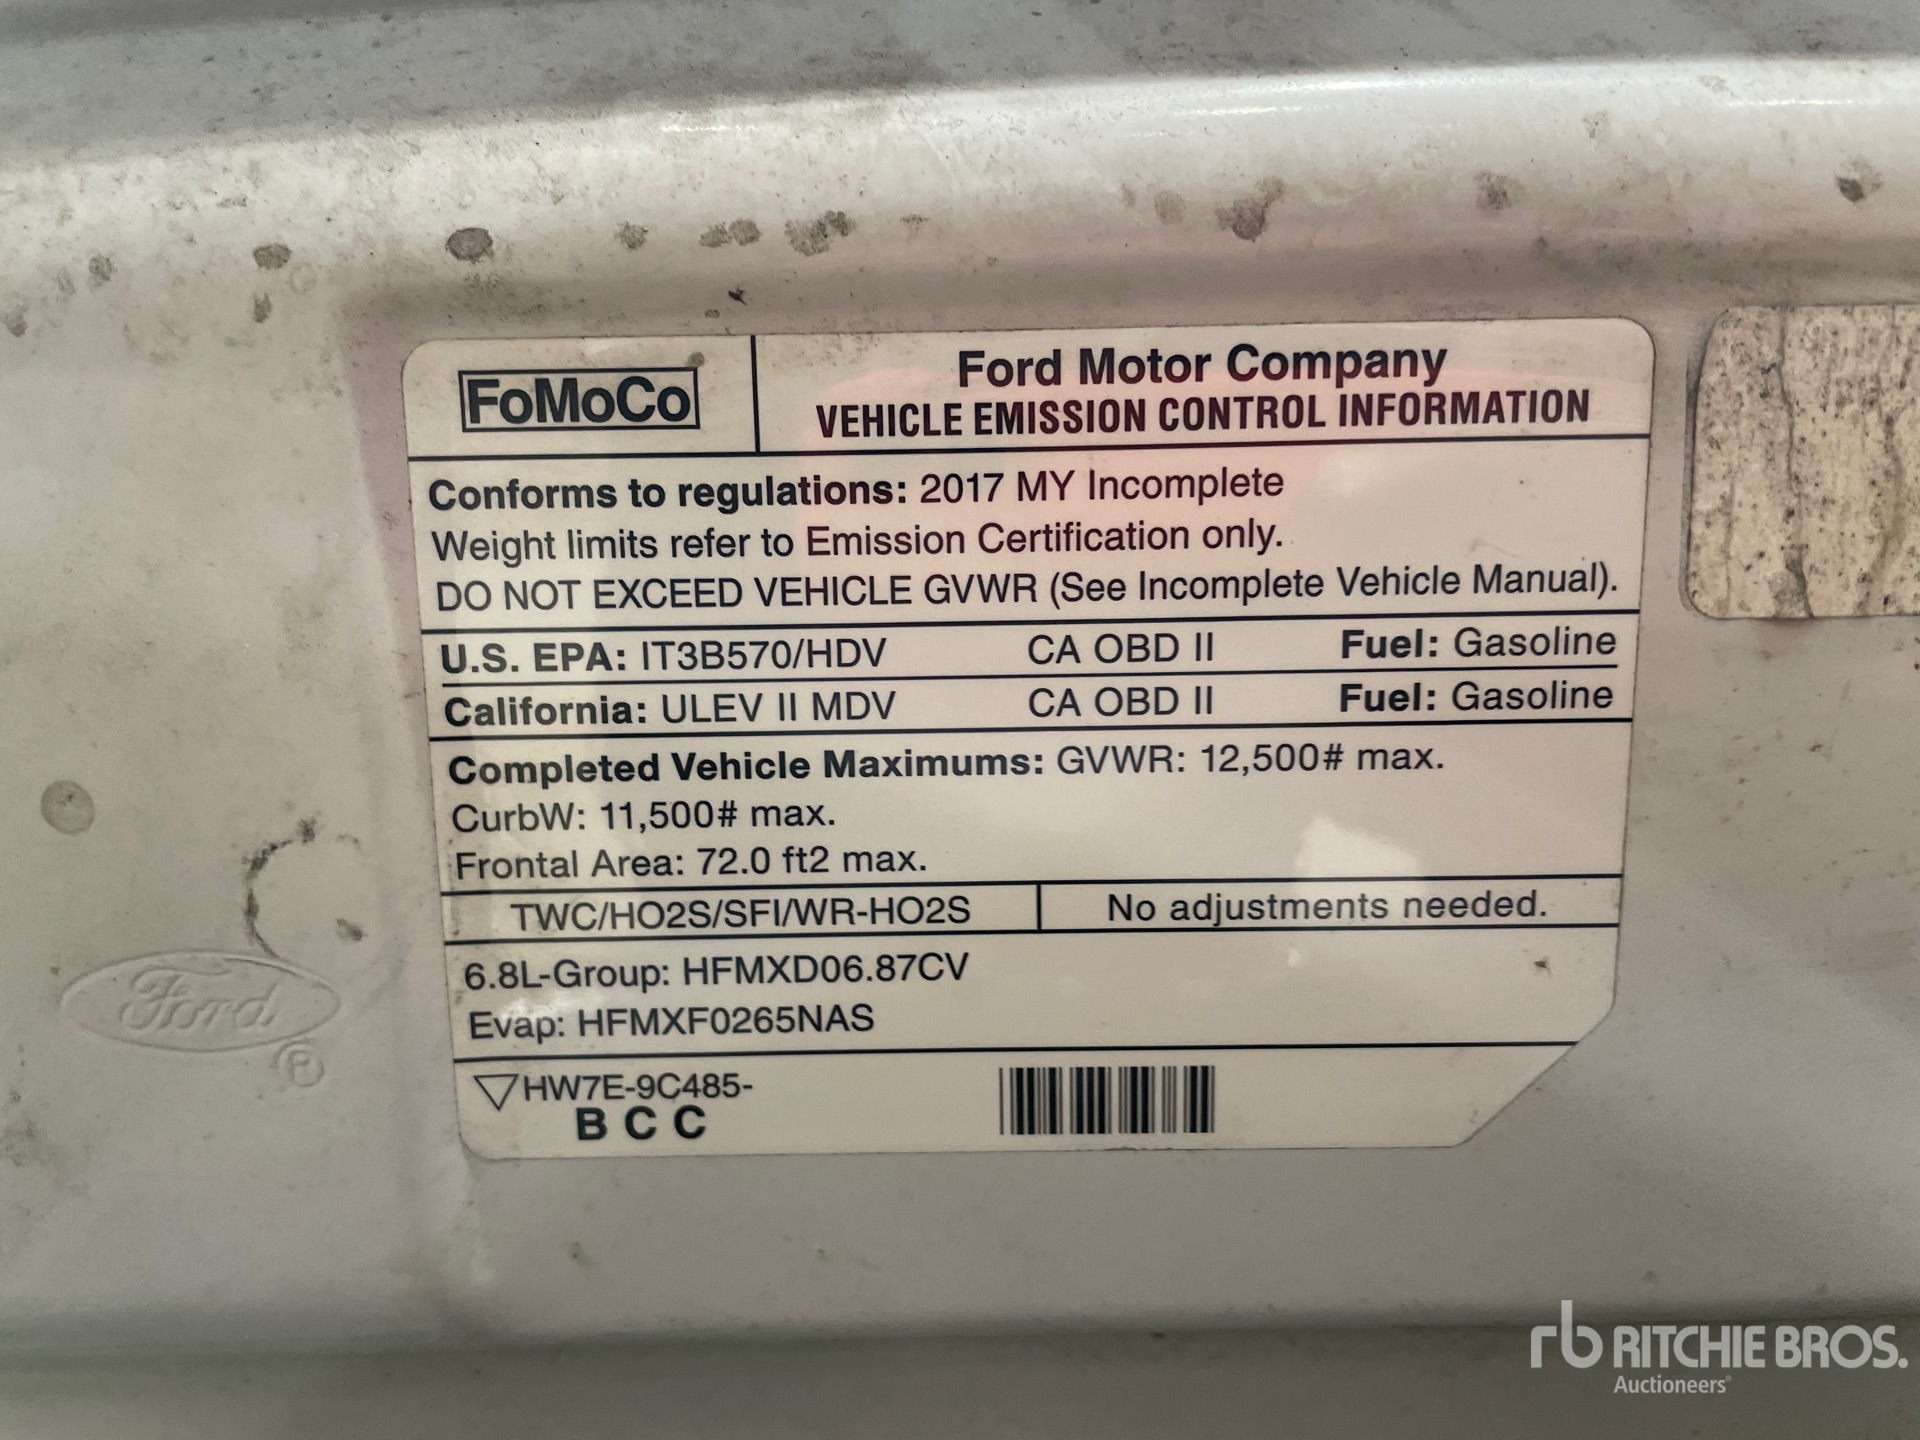 FoMoCo
Ford Motor Company
VEHICLE EMISSION CONTROL INFORMATION
Conforms to regulations: 2017 MY Incomplete
Weight limits refer to Emission Certification only.
DO NOT EXCEED VEHICLE GVWR (See Incomplete Vehicle Manual).
U.S. EPA: IT3B570/HDV CA OBD II Fuel: Gasoline
California: ULEV II MDV CA OBD II Fuel: Gasoline
Completed Vehicle Maximums: GVWR: 12,500# max.
CurbW: 11,500# max.
Frontal Area: 72.0 ft2 max.
TWC/HO2S/SFI/WR-HO2S No adjustments needed.
6.8L-Group: HFMXD06.87CV
Evap: HFMXF0265NAS
▽HW7E-9C485-
B C C
Ford
®
rb RITCHIE BROS.
Auctioneers®